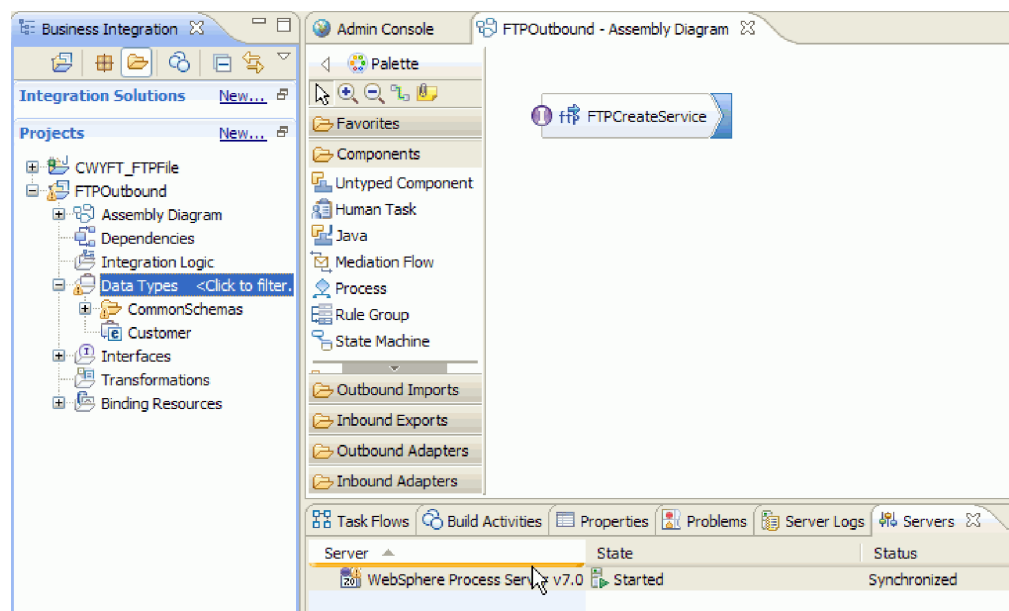 Business Integration
Integration Solutions New...
Projects New...
CWYFT_FTPFile
FTPOutbound
Assembly Diagram
Dependencies
Integration Logic
Data Types <Click to filter.
CommonSchemas
Customer
Interfaces
Transformations
Binding Resources
Admin Console
FTPOutbound - Assembly Diagram
Palette
Favorites
Components
Untyped Component
Human Task
Java
Mediation Flow
Process
Rule Group
State Machine
Outbound Imports
Inbound Exports
Outbound Adapters
Inbound Adapters
FTPCreateService
Task Flows Build Activities Properties Problems Server Logs Servers
Server State Status
WebSphere Process Server v7.0 Started Synchronized